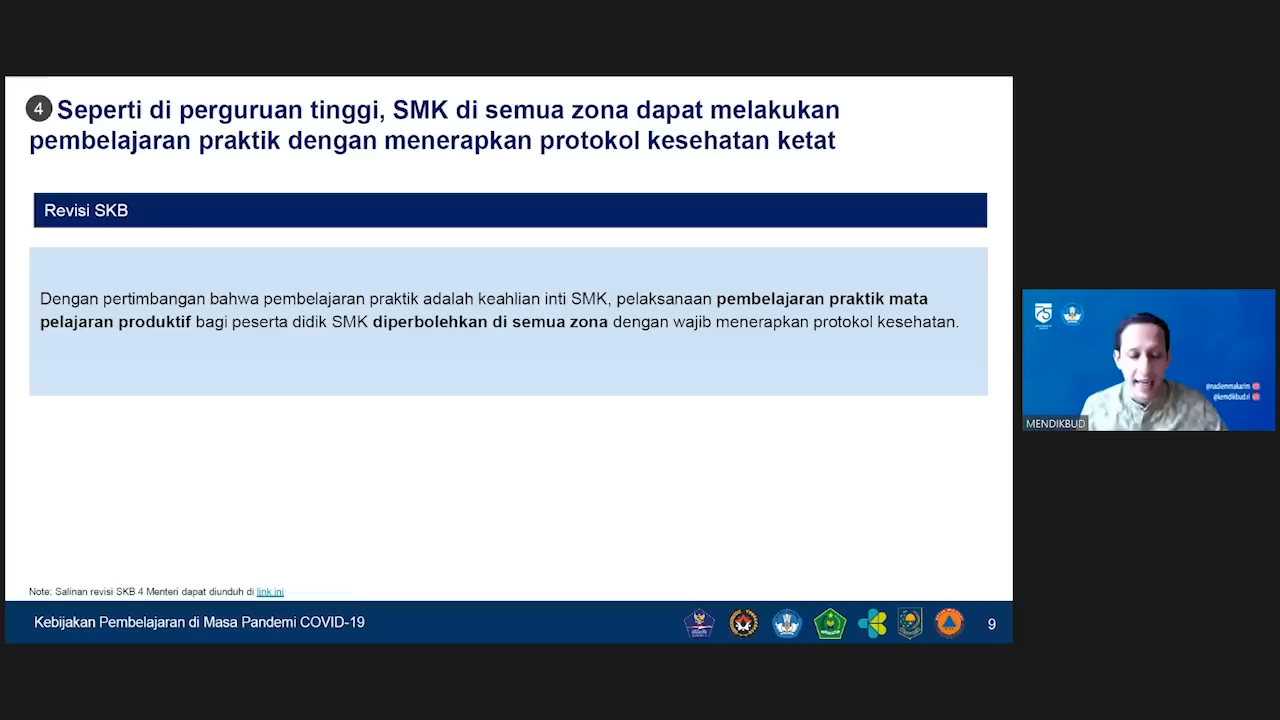 4 Seperti di perguruan tinggi, SMK di semua zona dapat melakukan
pembelajaran praktik dengan menerapkan protokol kesehatan ketat
Revisi SKB
Dengan pertimbangan bahwa pembelajaran praktik adalah keahlian inti SMK, pelaksanaan pembelajaran praktik mata
pelajaran produktif bagi peserta didik SMK diperbolehkan di semua zona dengan wajib menerapkan protokol kesehatan.
Note: Salinan revisi SKB 4 Menteri dapat diunduh di link ini
Kebijakan Pembelajaran di Masa Pandemi COVID-19
9
75
@nadiemmakarim
@kemdikbud.ri
MENDIKBUD